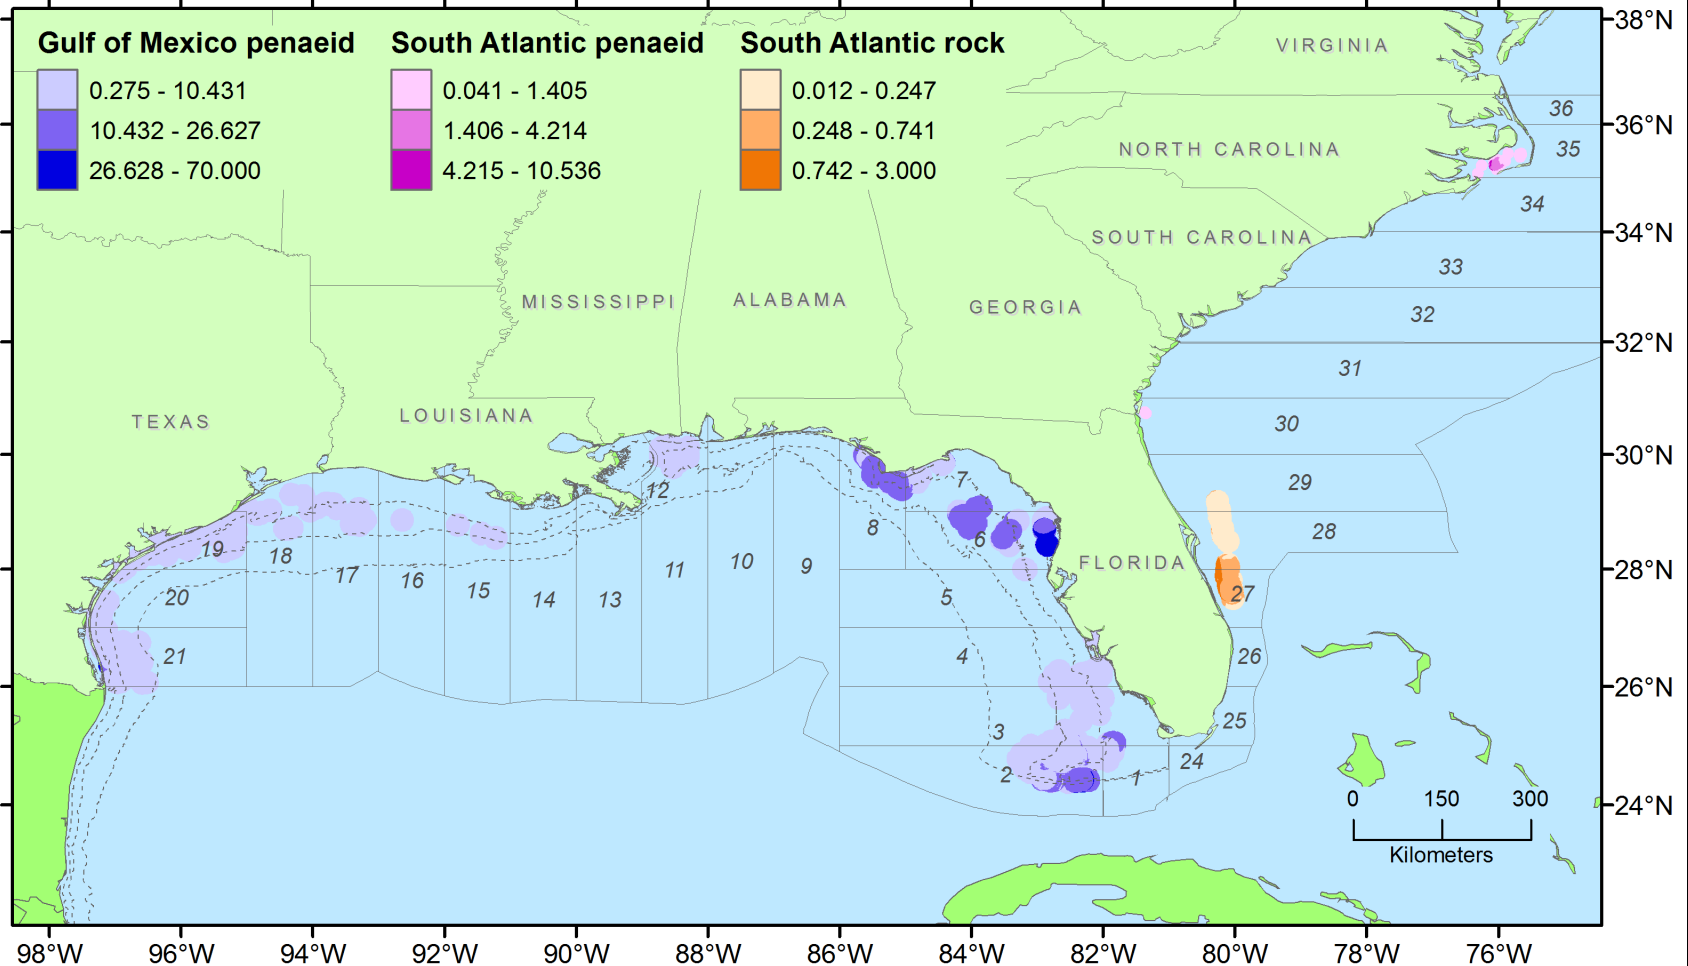 Gulf of Mexico penaeid
0.275 - 10.431
10.432 - 26.627
26.628 - 70.000
South Atlantic penaeid
0.041 - 1.405
1.406 - 4.214
4.215 - 10.536
South Atlantic rock
0.012 - 0.247
0.248 - 0.741
0.742 - 3.000
VIRGINIA
NORTH CAROLINA
SOUTH CAROLINA
MISSISSIPPI
ALABAMA
GEORGIA
TEXAS
LOUISIANA
FLORIDA
36
35
34
33
32
31
30
29
28
27
26
25
24
1
2
3
4
5
6
7
8
9
10
11
12
13
14
15
16
17
18
19
20
21
0 150 300
Kilometers
38°N
36°N
34°N
32°N
30°N
28°N
26°N
24°N
98°W 96°W 94°W 92°W 90°W 88°W 86°W 84°W 82°W 80°W 78°W 76°W